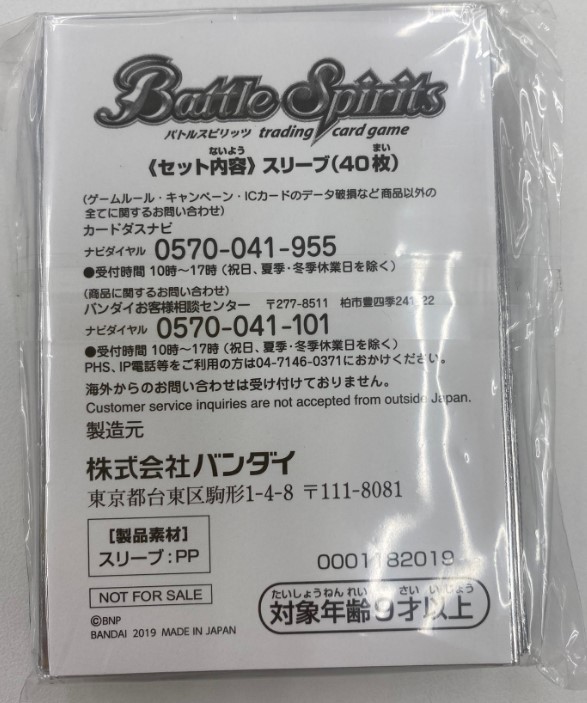 Battle Spirits
バトルスピリッツ trading card game
《セット内容》スリーブ(40枚)
ないよう まい
(ゲームルール・キャンペーン・ICカードのデータ破損など商品以外の
全てに関するお問い合わせ)
カードダスナビ
ナビダイヤル 0570-041-955
●受付時間 10時～17時(祝日、夏季・冬季休業日を除く)
(商品に関するお問い合わせ)
バンダイお客様相談センター 〒277-8511 柏市豊四季241-22
ナビダイヤル 0570-041-101
●受付時間 10時～17時(祝日、夏季・冬季休業日を除く)
PHS、IP電話等をご利用の方は04-7146-0371におかけください。
海外からのお問い合わせは受け付けておりません。
Customer service inquiries are not accepted from outside Japan.
製造元
株式会社バンダイ
東京都台東区駒形1-4-8 〒111-8081
[製品素材]
スリーブ：PP
0001182019
NOT FOR SALE
たいしょうねんれい さい いじょう
対象年齢9才以上
©BNP
BANDAI 2019 MADE IN JAPAN